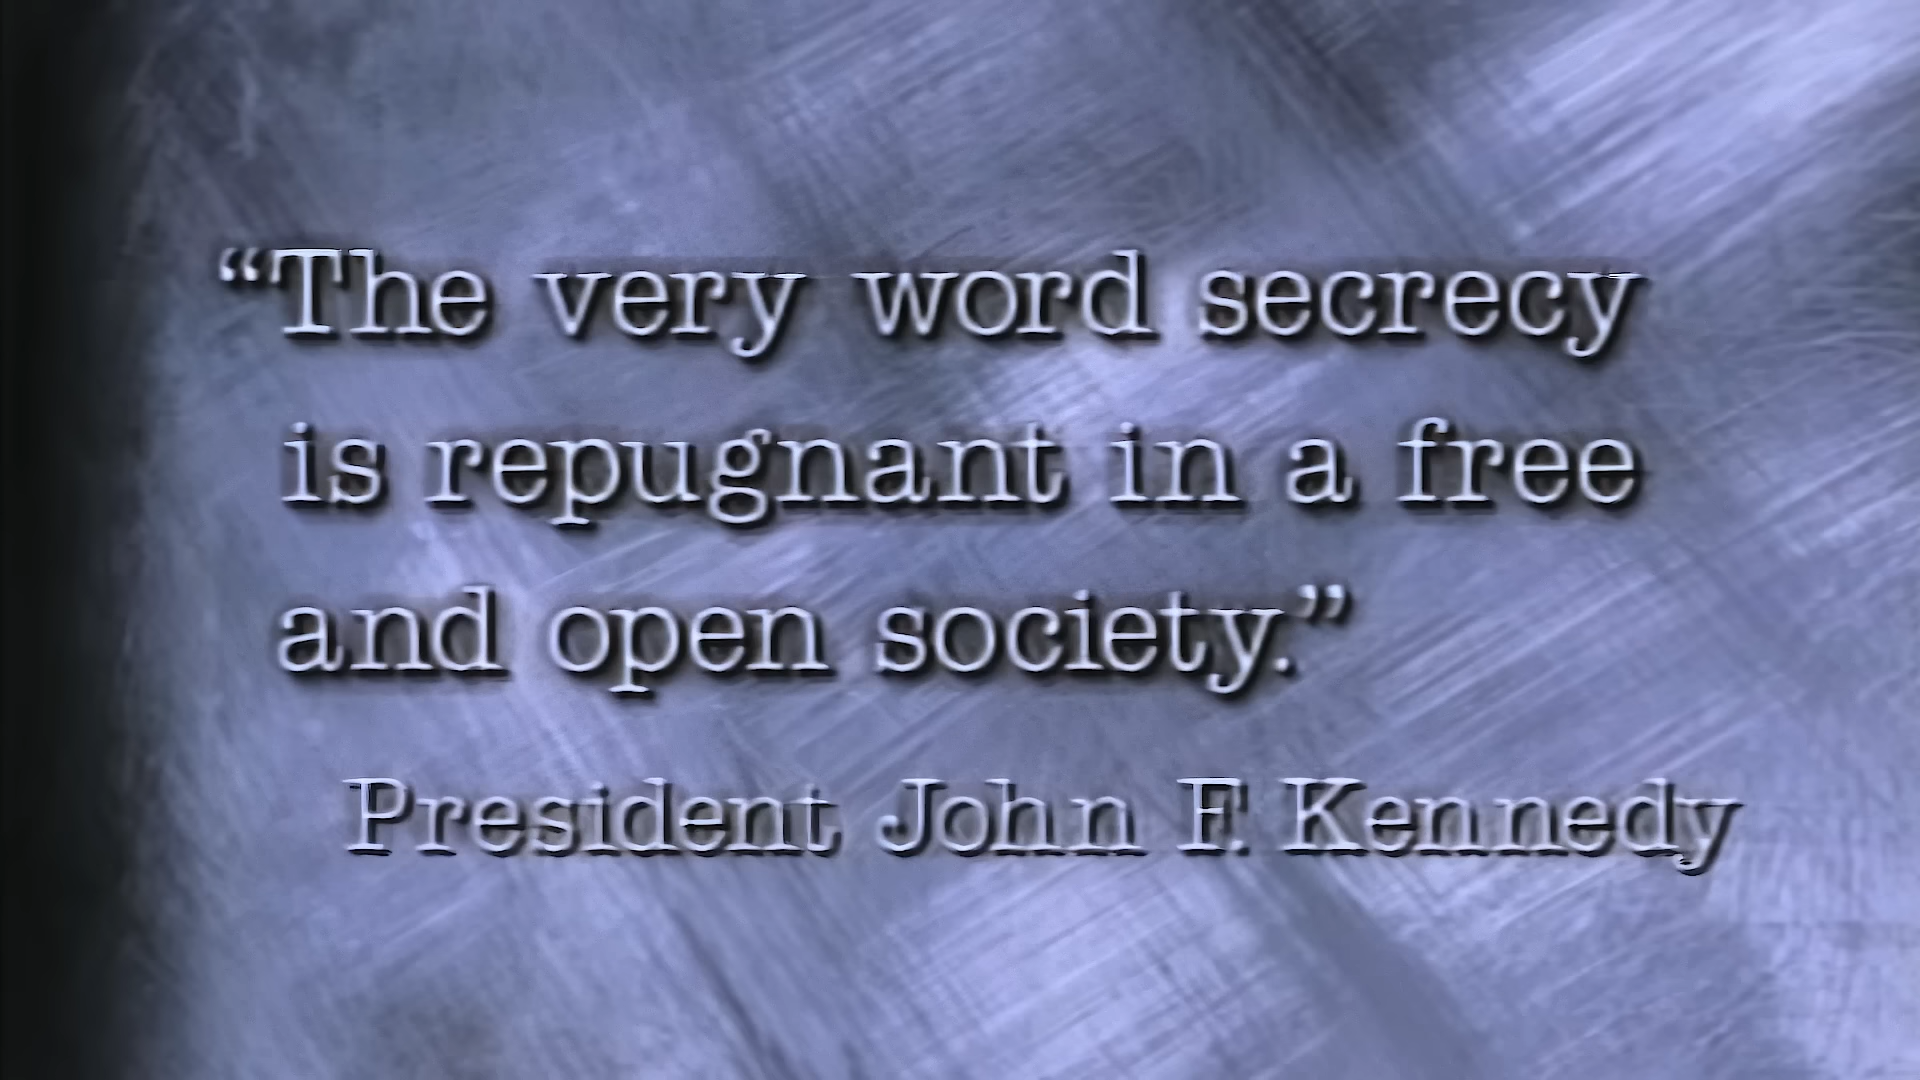 “The very word secrecy
is repugnant in a free
and open society.”
President John F. Kennedy